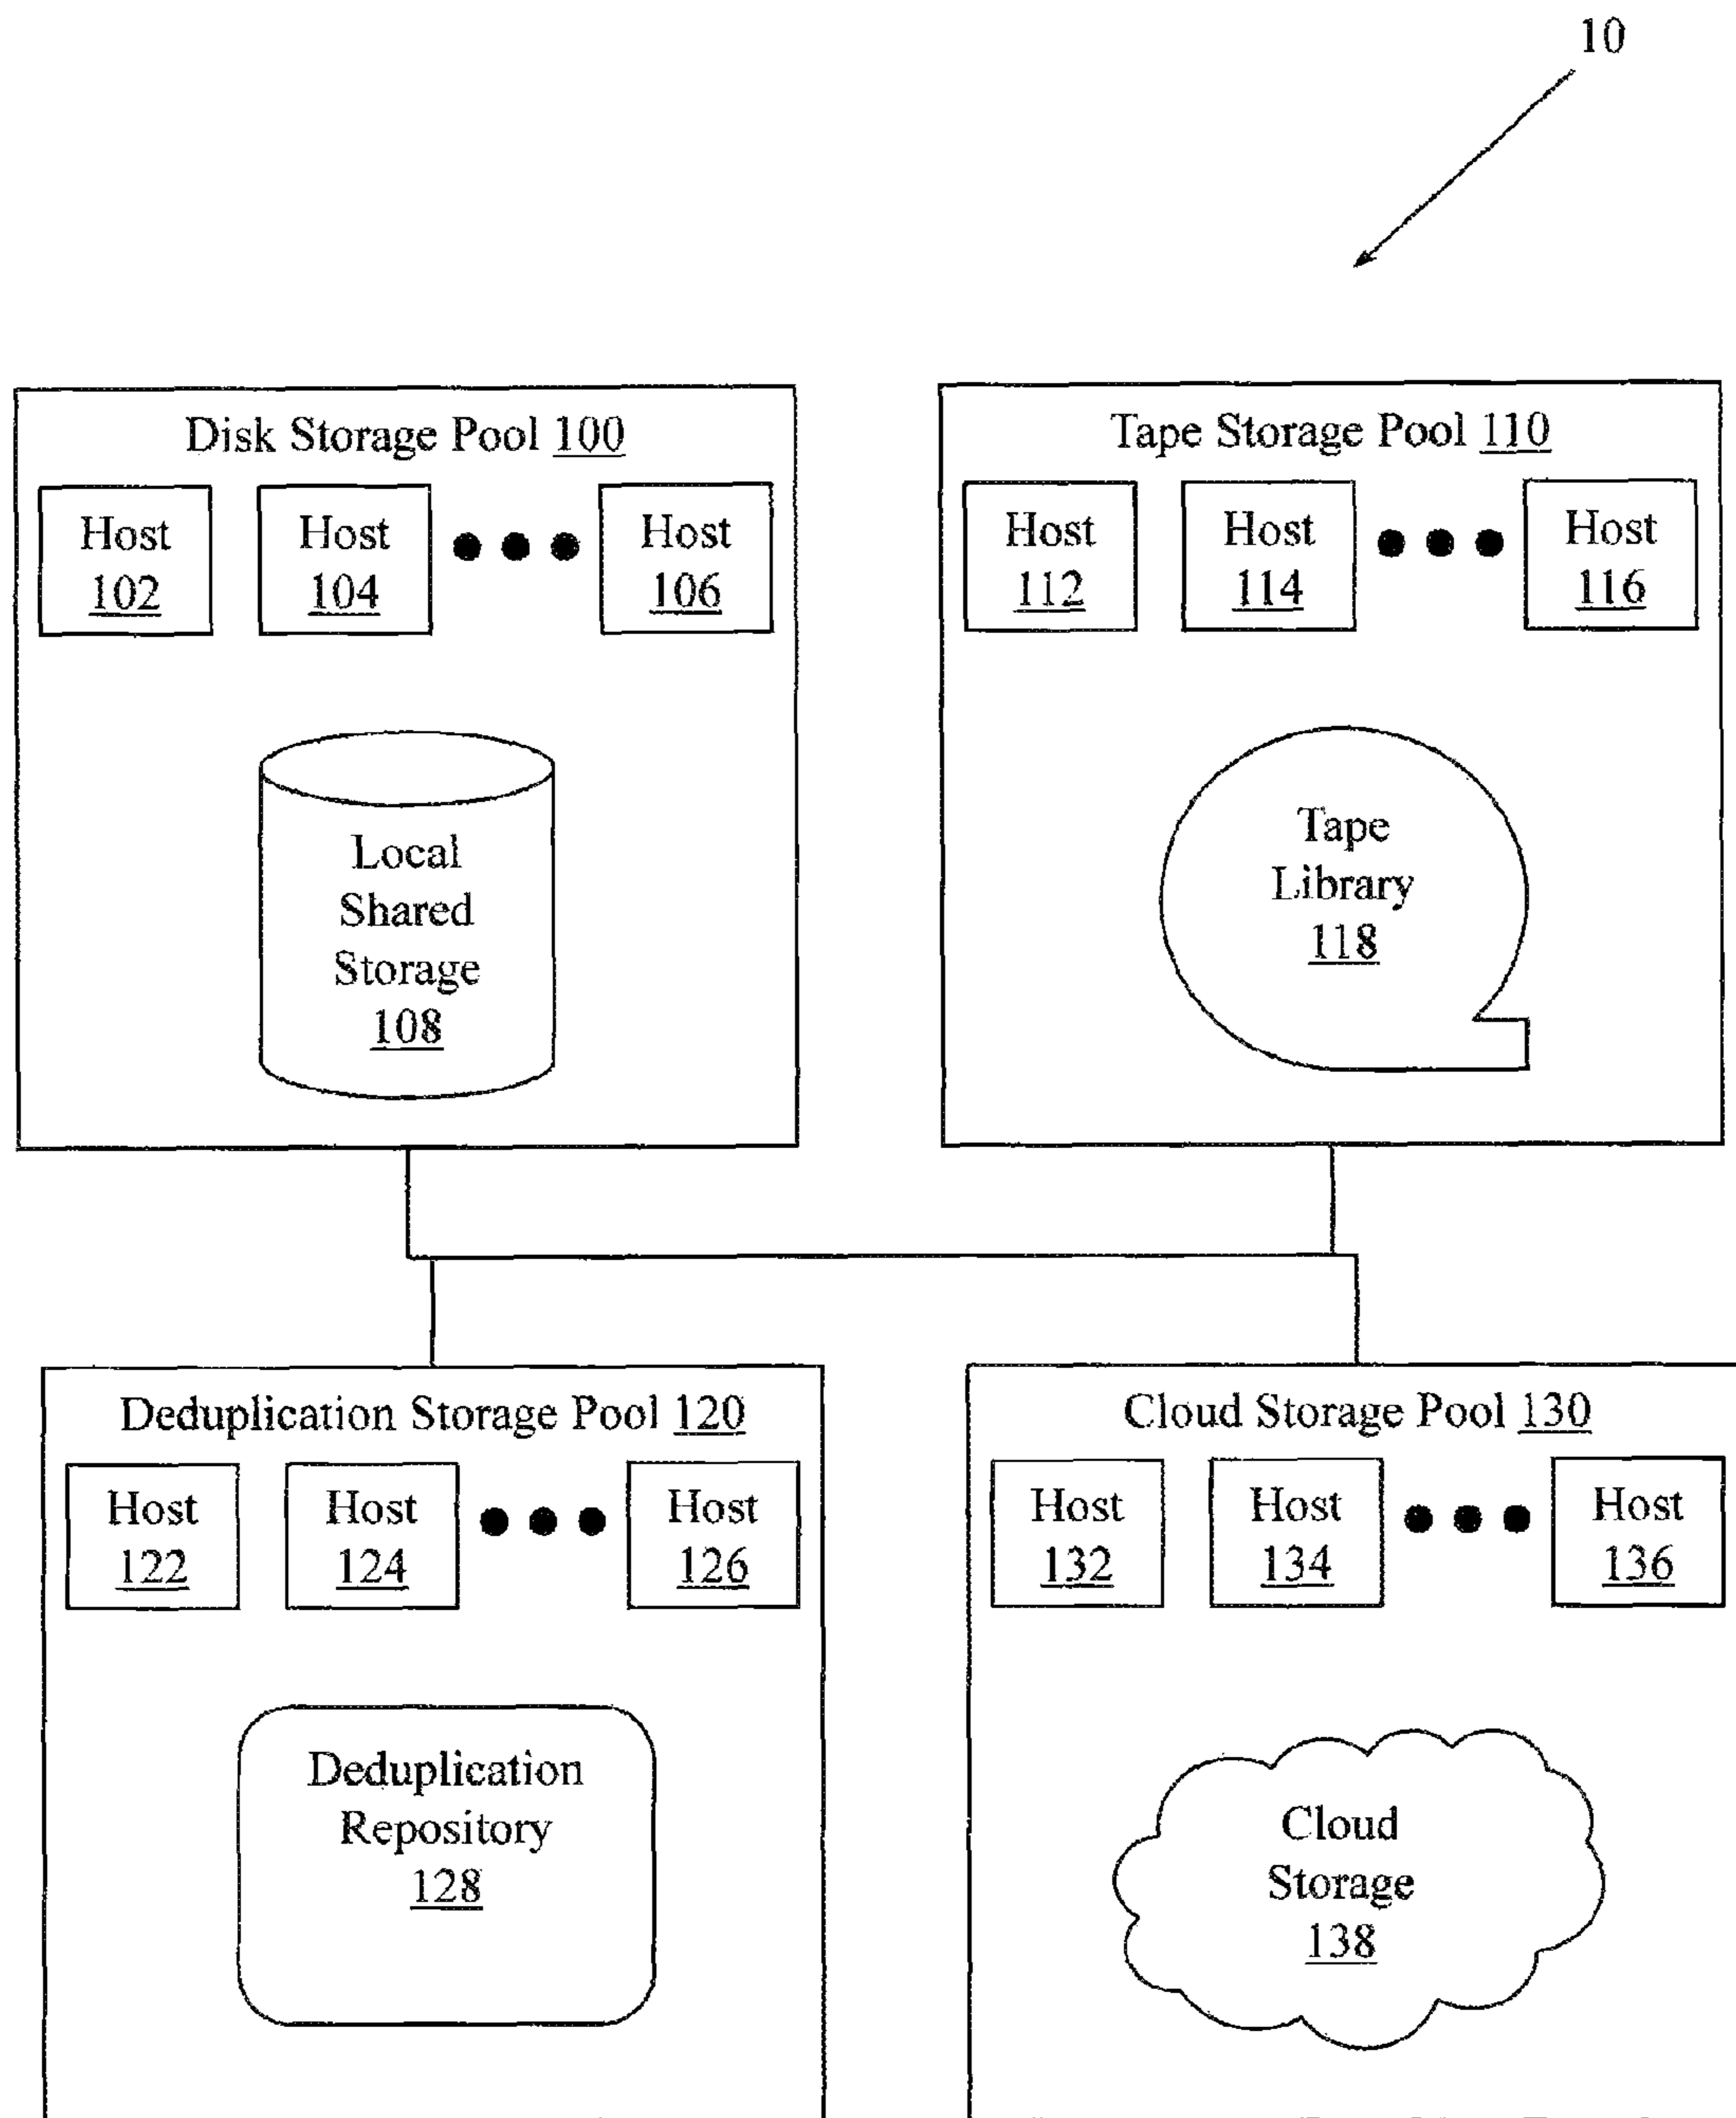 10
Disk Storage Pool 100
Host
102
Host
104
Host
106
Local
Shared
Storage
108
Tape Storage Pool 110
Host
112
Host
114
Host
116
Tape
Library
118
Deduplication Storage Pool 120
Host
122
Host
124
Host
126
Deduplication
Repository
128
Cloud Storage Pool 130
Host
132
Host
134
Host
136
Cloud
Storage
138